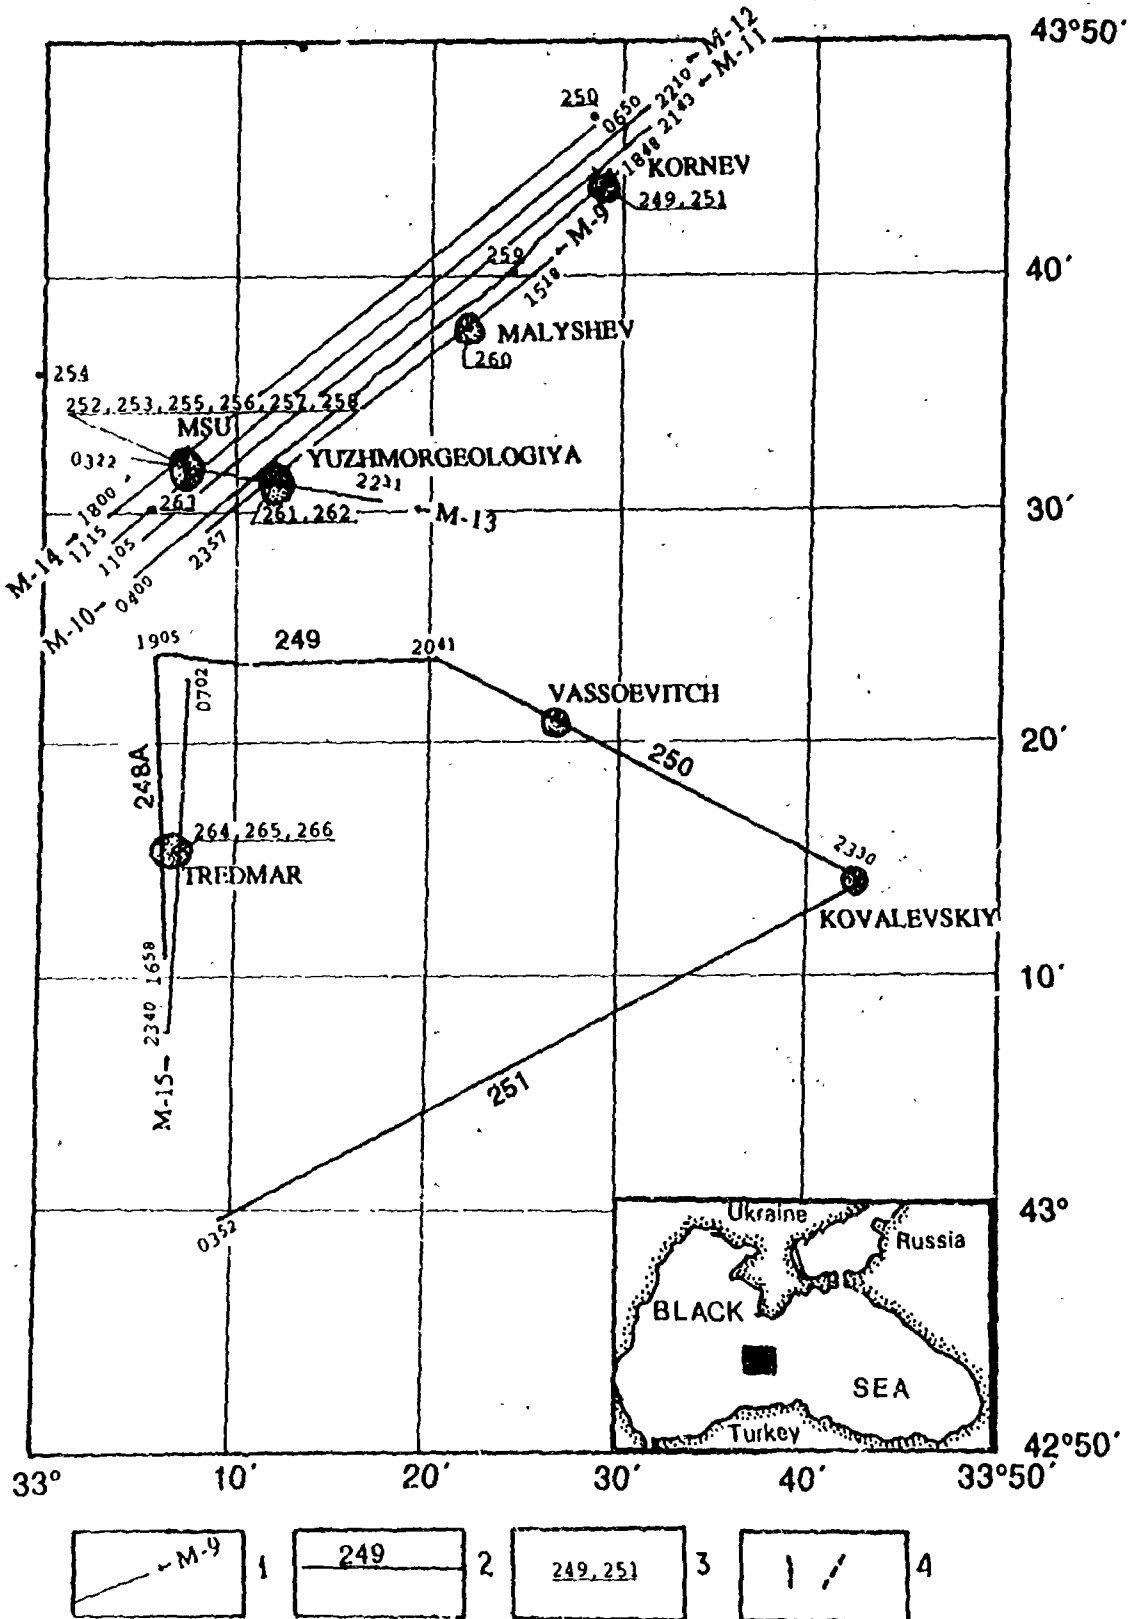 43°50′
←M-12
←M-11
2210
2143
0650
1848
250
KORNEV
249,251
←M-9
259
1518
40′
MALYSHEV
260
254
252,253,255,256,257,258
MSU
0322
YUZHMORGEOLOGIYA
2231
←M-13
261,262
263
30′
1800
M-14→
1115
1105
2357
M-10→
0400
1905
249
2041
0702
VASSOEVITCH
20′
248A
250
264,265,266
TREDMAR
2330
KOVALEVSKIY
1658
2340
M-15→
10′
251
0352
43°
Ukraine
Russia
BLACK
SEA
Turkey
42°50′
33°
10′
20′
30′
40′
33°50′
←M-9
1
249
2
249,251
3
4